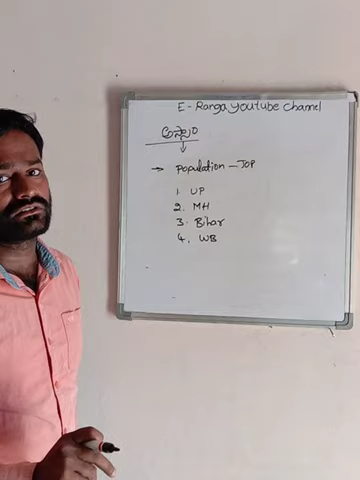 E - Ranga Youtube channel
→ Population - TOP
1. UP
2. MH
3. Bihar
4. WB